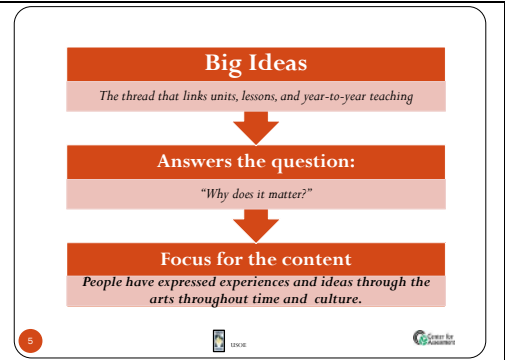 Big Ideas
The thread that links units, lessons, and year-to-year teaching
Answers the question:
“Why does it matter?”
Focus for the content
People have expressed experiences and ideas through the
arts throughout time and culture.
5
USOE
Center for
Assessment